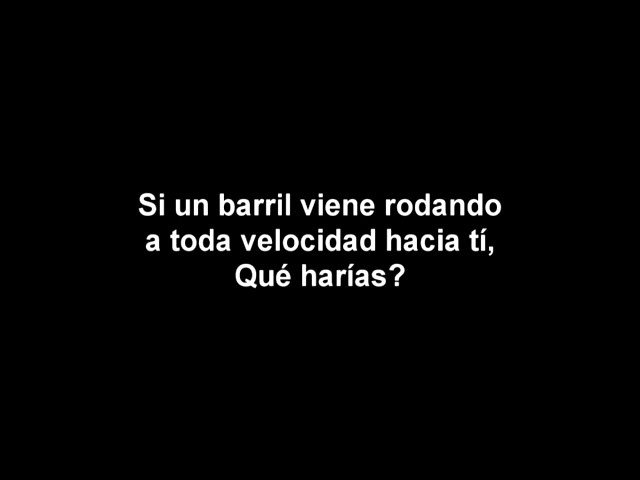 Si un barril viene rodando
a toda velocidad hacia tí,
Qué harías?